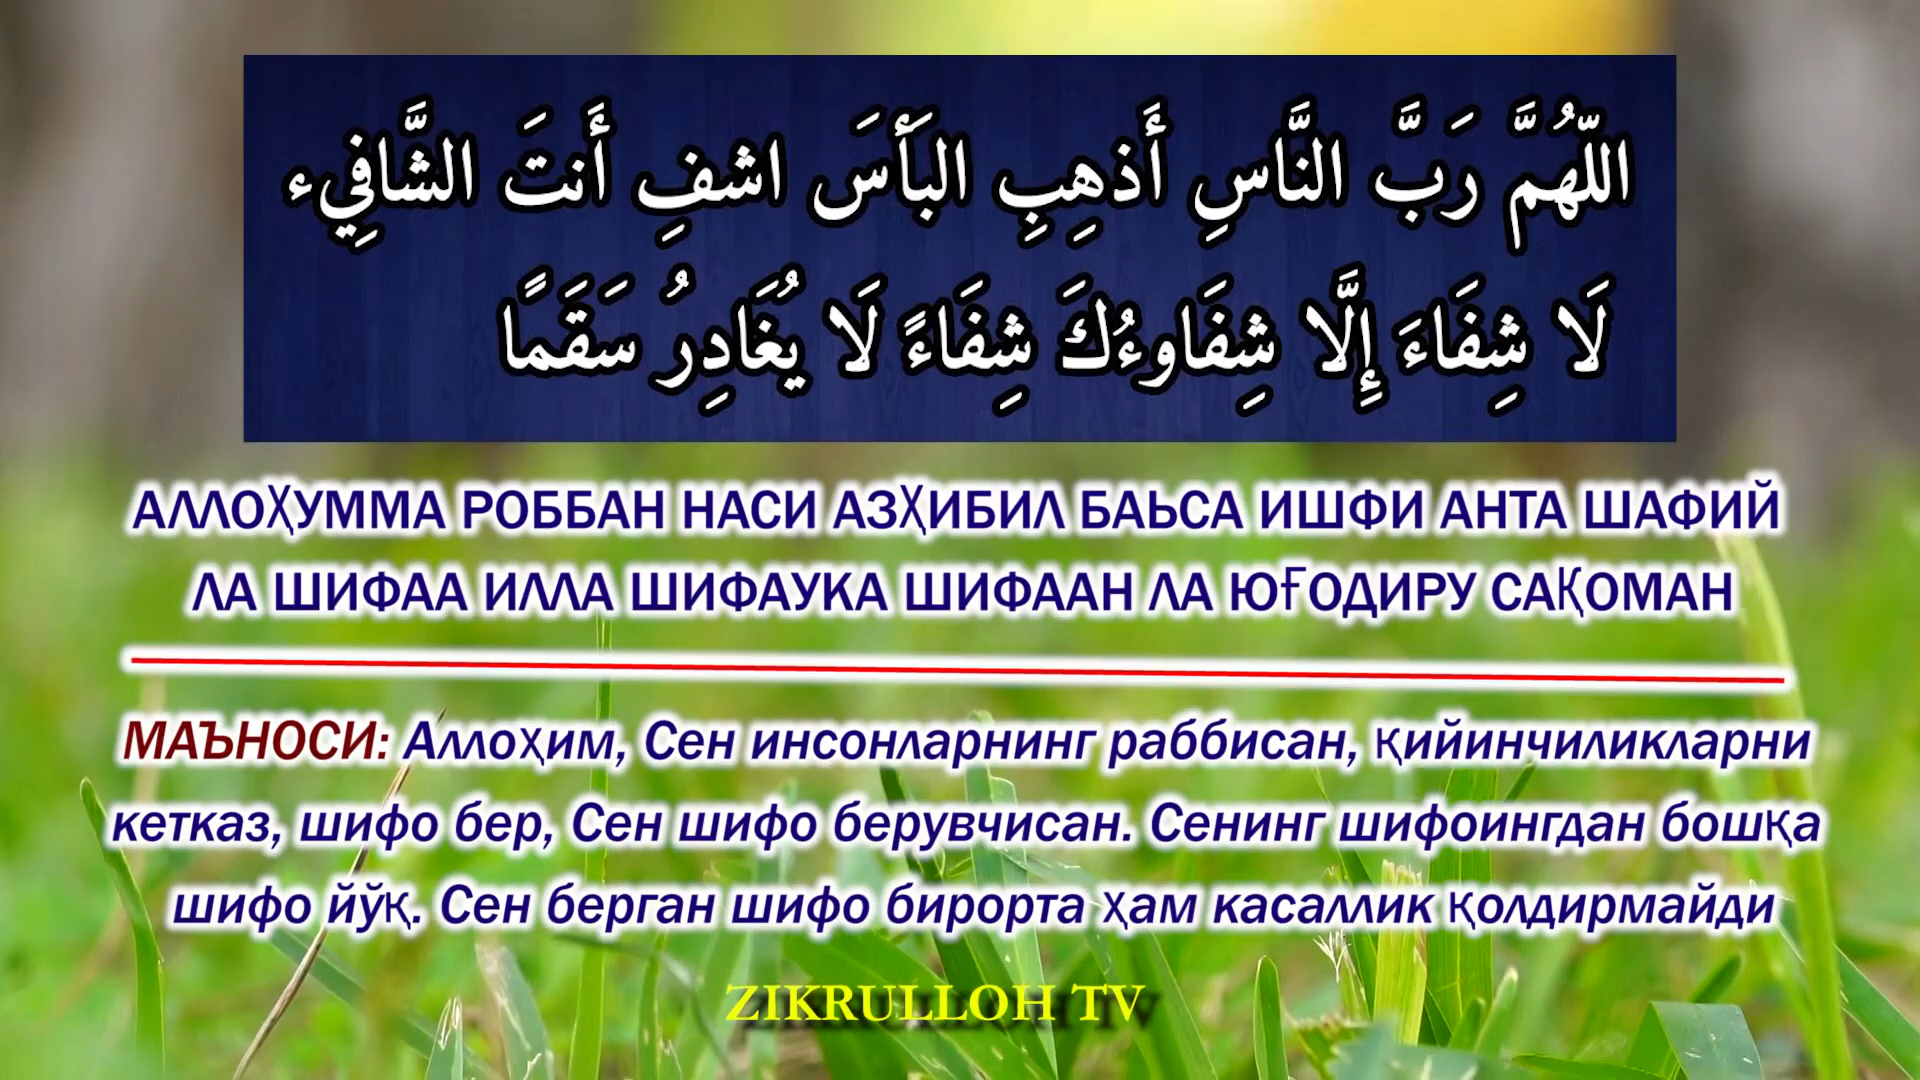 اللّهُمَّ رَبَّ النَّاسِ أَذهِبِ البَأَسَ اشفِ أَنتَ الشَّافِيء
لَا شِفَاءَ إِلَّا شِفَاوءُكَ شِفَاءً لَا يُغَادِرُ سَقَمًا
АЛЛОҲУММА РОББАН НАСИ АЗҲИБИЛ БАЬСА ИШФИ АНТА ШАФИЙ
ЛА ШИФАА ИЛЛА ШИФАУКА ШИФААН ЛА ЮҒОДИРУ САҚОМАН
МАЪНОСИ: Аллоҳим, Сен инсонларнинг раббисан, қийинчиликларни
кетказ, шифо бер, Сен шифо берувчисан. Сенинг шифоингдан бошқа
шифо йўқ. Сен берган шифо бирорта ҳам касаллик қолдирмайди
ZIKRULLOH TV